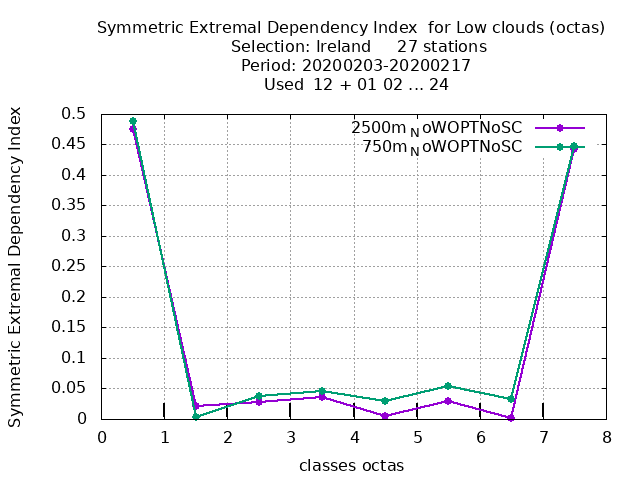 Symmetric Extremal Dependency Index for Low clouds (octas)
Selection: Ireland 27 stations
Period: 20200203-20200217
Used 12 + 01 02 ... 24
Symmetric Extremal Dependency Index
0.5
0.45
0.4
0.35
0.3
0.25
0.2
0.15
0.1
0.05
0
2500m_NoWOPTNoSC
750m_NoWOPTNoSC
0 1 2 3 4 5 6 7 8
classes octas